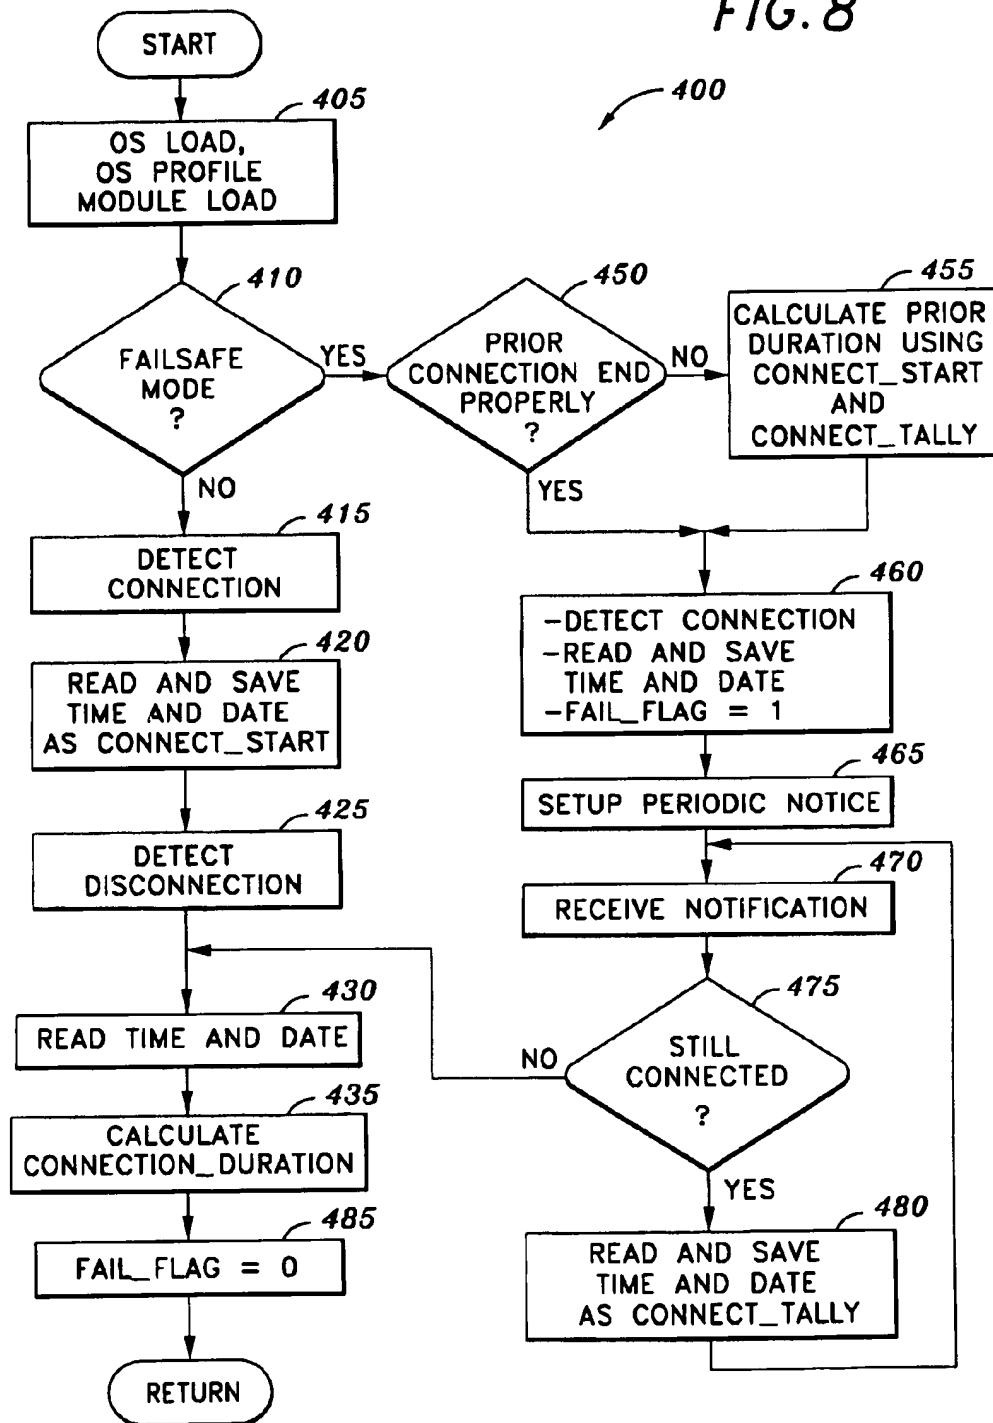 FIG. 8
START
400
405
OS LOAD,
OS PROFILE
MODULE LOAD
410
FAILSAFE
MODE
?
YES
NO
450
PRIOR
CONNECTION END
PROPERLY
?
NO
YES
455
CALCULATE PRIOR
DURATION USING
CONNECT_START
AND
CONNECT_TALLY
415
DETECT
CONNECTION
420
READ AND SAVE
TIME AND DATE
AS CONNECT_START
425
DETECT
DISCONNECTION
460
-DETECT CONNECTION
-READ AND SAVE
TIME AND DATE
-FAIL_FLAG = 1
465
SETUP PERIODIC NOTICE
470
RECEIVE NOTIFICATION
475
STILL
CONNECTED
?
NO
YES
480
READ AND SAVE
TIME AND DATE
AS CONNECT_TALLY
430
READ TIME AND DATE
435
CALCULATE
CONNECTION_DURATION
485
FAIL_FLAG = 0
RETURN